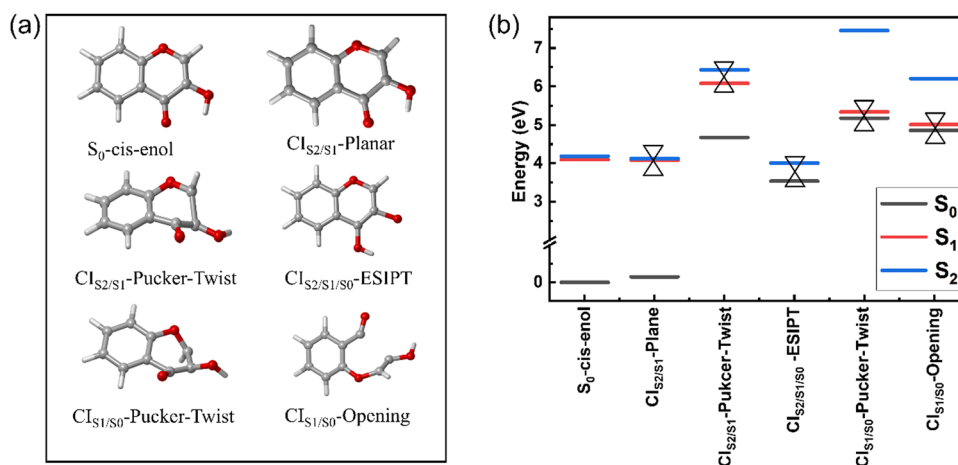 (a)
S0-cis-enol
CIS2/S1-Planar
CIS2/S1-Pucker-Twist
CIS2/S1/S0-ESIPT
CIS1/S0-Pucker-Twist
CIS1/S0-Opening
(b)
Energy (eV)
7
6
5
4
3
0
S0
S1
S2
S0-cis-enol
CIS2/S1-Plane
CIS2/S1-Pukcer-Twist
CIS2/S1/S0-ESIPT
CIS1/S0-Pucker-Twist
CIS1/S0-Opening